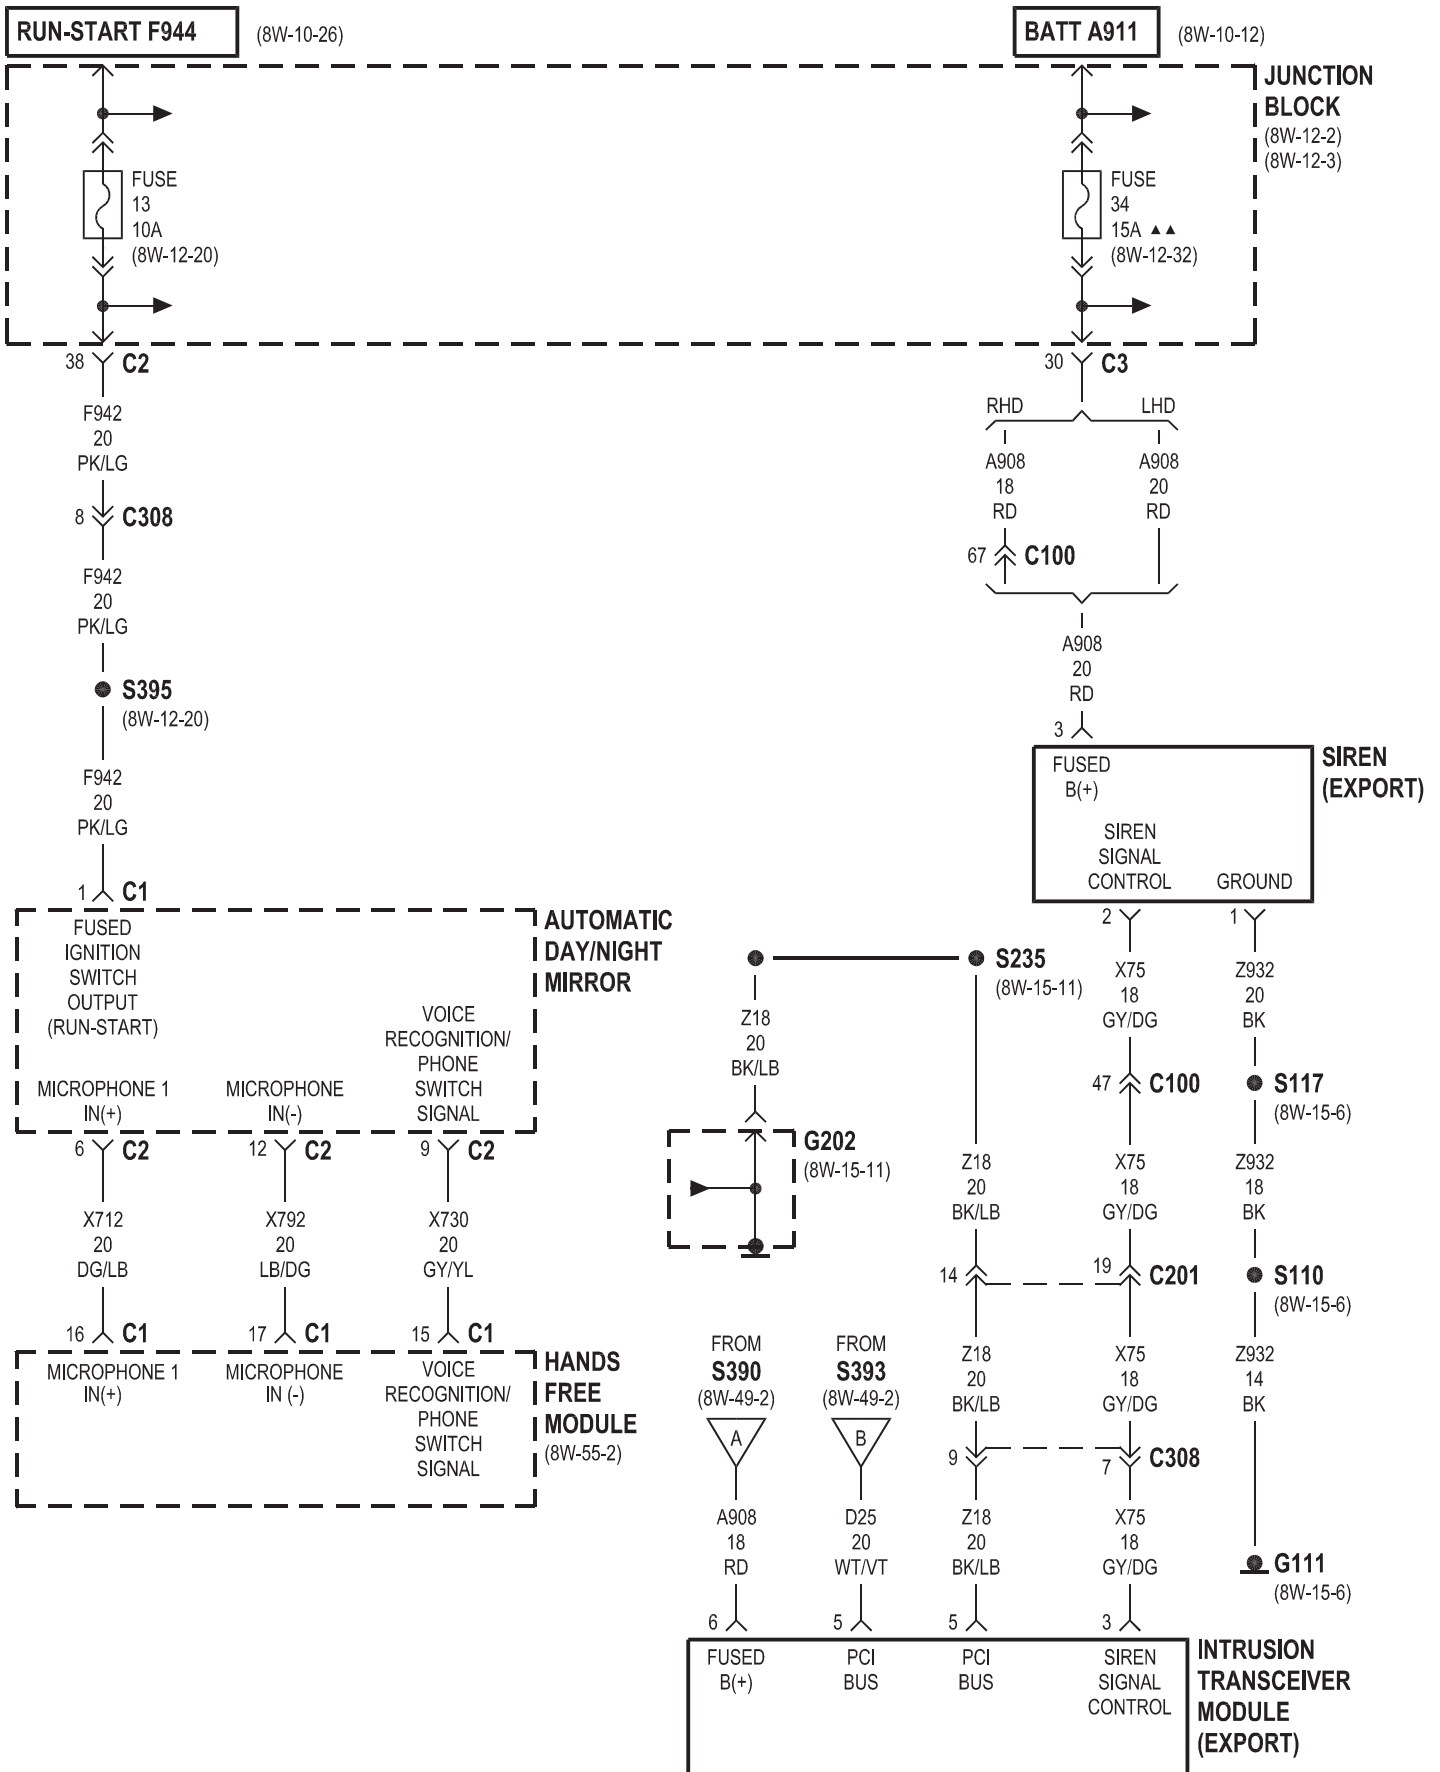 RUN-START F944
(8W-10-26)
BATT A911
(8W-10-12)
JUNCTION
BLOCK
(8W-12-2)
(8W-12-3)
FUSE
13
10A
(8W-12-20)
FUSE
34
15A ▲▲
(8W-12-32)
38
C2
30
C3
F942
20
PK/LG
8
C308
F942
20
PK/LG
S395
(8W-12-20)
F942
20
PK/LG
1
C1
RHD
LHD
A908
18
RD
A908
20
RD
67
C100
A908
20
RD
3
FUSED
B(+)
SIREN
SIGNAL
CONTROL
GROUND
SIREN
(EXPORT)
FUSED
IGNITION
SWITCH
OUTPUT
(RUN-START)
VOICE
RECOGNITION/
PHONE
SWITCH
SIGNAL
MICROPHONE 1
IN(+)
MICROPHONE
IN(-)
AUTOMATIC
DAY/NIGHT
MIRROR
6
C2
12
C2
9
C2
X712
20
DG/LB
X792
20
LB/DG
X730
20
GY/YL
16
C1
17
C1
15
C1
MICROPHONE 1
IN(+)
MICROPHONE
IN (-)
VOICE
RECOGNITION/
PHONE
SWITCH
SIGNAL
HANDS
FREE
MODULE
(8W-55-2)
S235
(8W-15-11)
Z18
20
BK/LB
G202
(8W-15-11)
2
1
X75
18
GY/DG
Z932
20
BK
47
C100
S117
(8W-15-6)
Z18
20
BK/LB
X75
18
GY/DG
Z932
18
BK
14
19
C201
S110
(8W-15-6)
FROM
S390
(8W-49-2)
A
FROM
S393
(8W-49-2)
B
Z18
20
BK/LB
X75
18
GY/DG
Z932
14
BK
9
7
C308
A908
18
RD
D25
20
WT/VT
Z18
20
BK/LB
X75
18
GY/DG
G111
(8W-15-6)
6
5
5
3
FUSED
B(+)
PCI
BUS
PCI
BUS
SIREN
SIGNAL
CONTROL
INTRUSION
TRANSCEIVER
MODULE
(EXPORT)